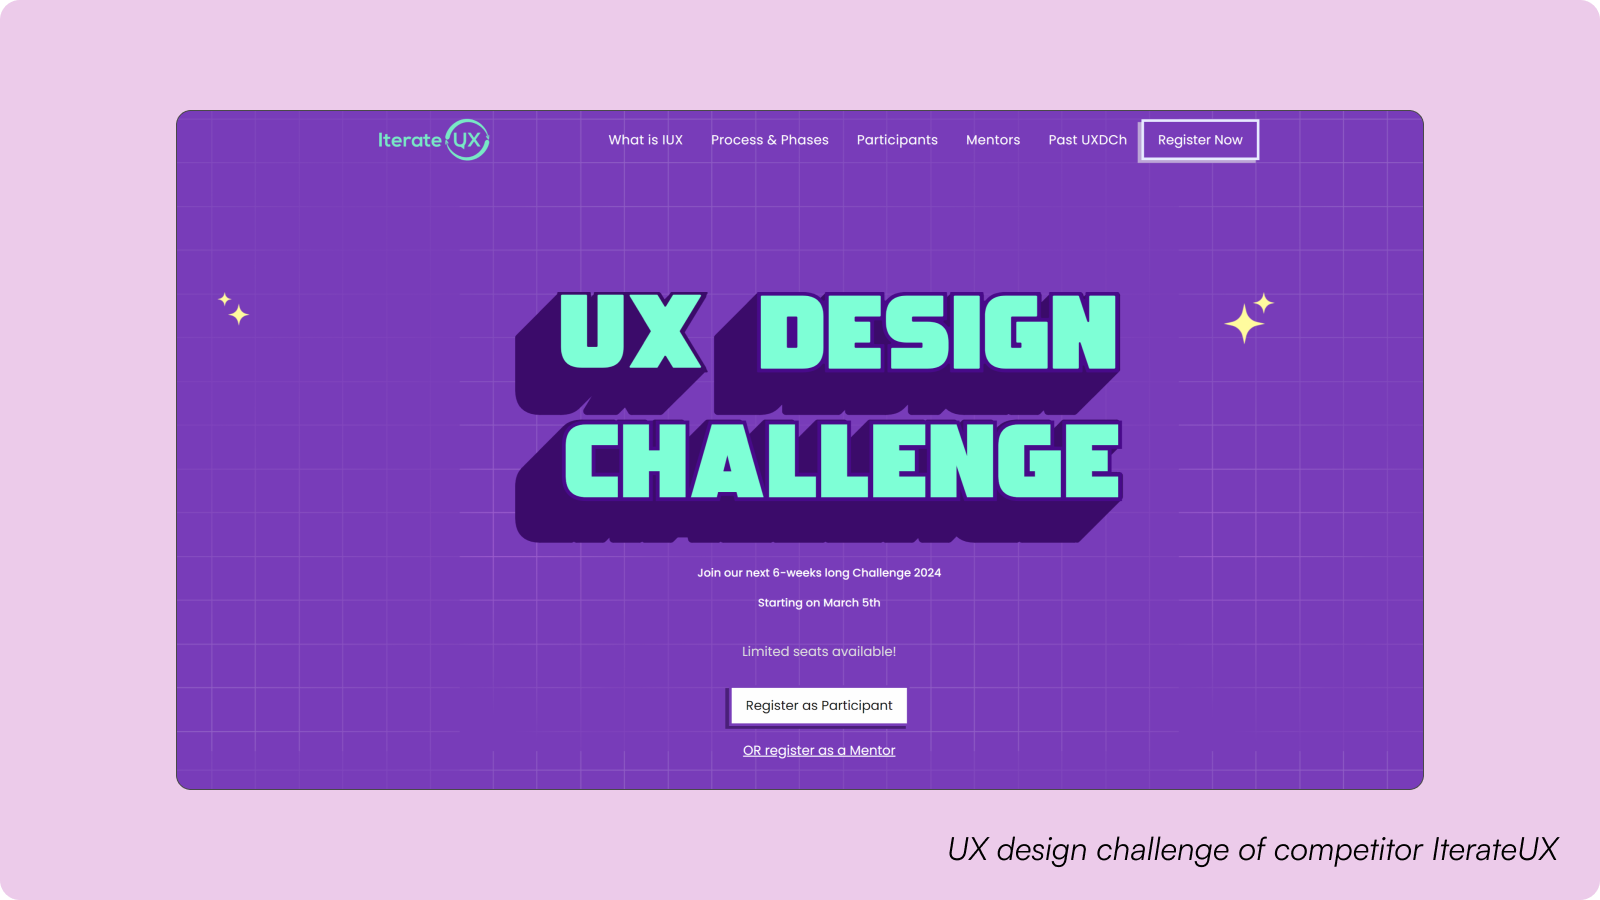 Iterate UX
What is IUX
Process & Phases
Participants
Mentors
Past UXDCh
Register Now
UX DESIGN
CHALLENGE
Join our next 6-weeks long Challenge 2024
Starting on March 5th
Limited seats available!
Register as Participant
OR register as a Mentor
UX design challenge of competitor IterateUX